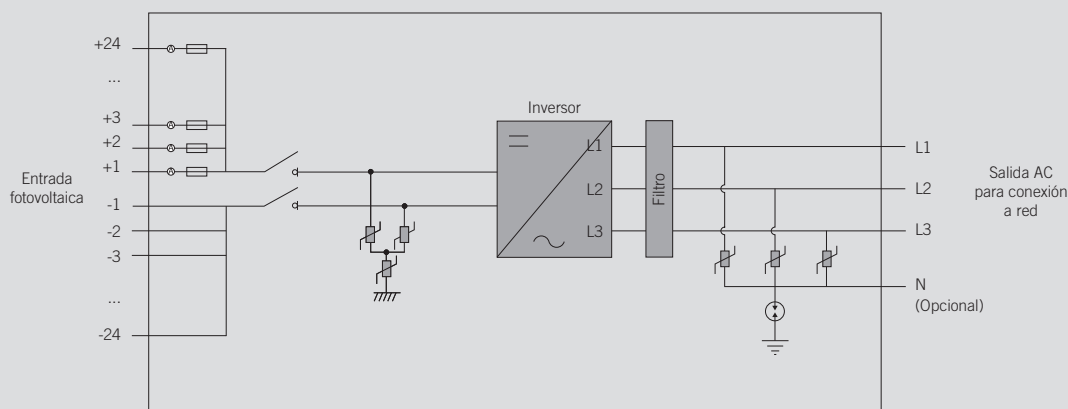 +24
...
+3
+2
+1
Entrada
fotovoltaica
-1
-2
-3
...
-24
Inversor
L1
L2
L3
Filtro
L1
L2
L3
N
(Opcional)
Salida AC
para conexión
a red